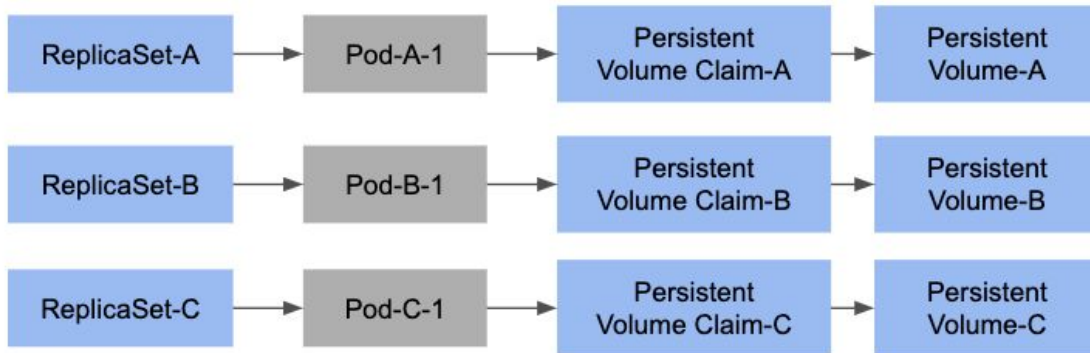 ReplicaSet-A
Pod-A-1
Persistent
Volume Claim-A
Persistent
Volume-A
ReplicaSet-B
Pod-B-1
Persistent
Volume Claim-B
Persistent
Volume-B
ReplicaSet-C
Pod-C-1
Persistent
Volume Claim-C
Persistent
Volume-C